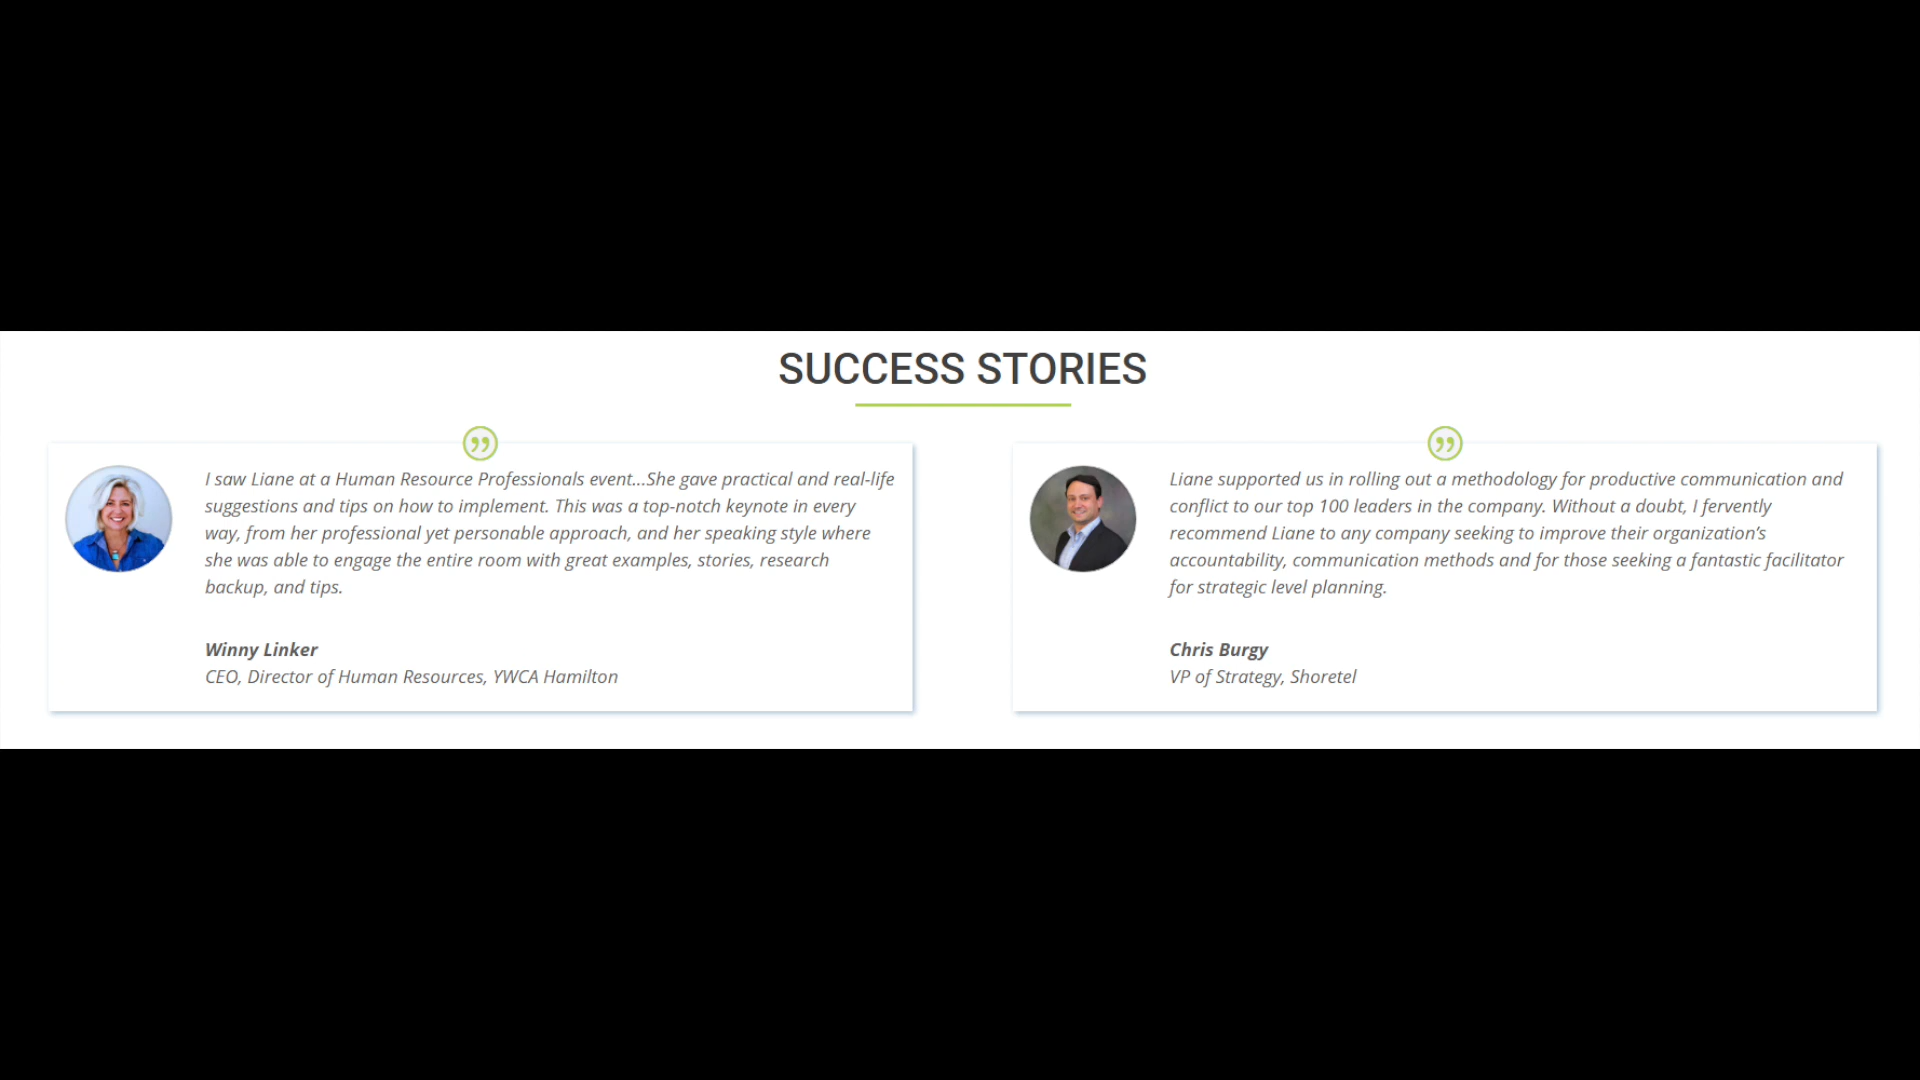 SUCCESS STORIES
I saw Liane at a Human Resource Professionals event...She gave practical and real-life
suggestions and tips on how to implement. This was a top-notch keynote in every
way, from her professional yet personable approach, and her speaking style where
she was able to engage the entire room with great examples, stories, research
backup, and tips.
Winny Linker
CEO, Director of Human Resources, YWCA Hamilton
Liane supported us in rolling out a methodology for productive communication and
conflict to our top 100 leaders in the company. Without a doubt, I fervently
recommend Liane to any company seeking to improve their organization’s
accountability, communication methods and for those seeking a fantastic facilitator
for strategic level planning.
Chris Burgy
VP of Strategy, Shoretel